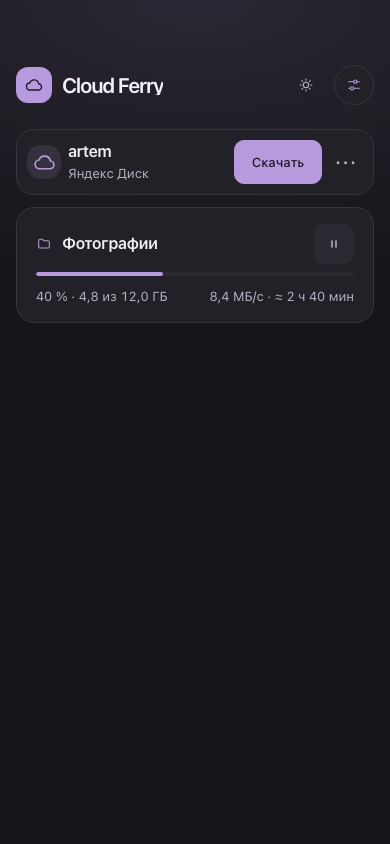 Cloud Ferry
artem
Яндекс Диск
Скачать
Фотографии
40 % · 4,8 из 12,0 ГБ
8,4 МБ/с · ≈ 2 ч 40 мин